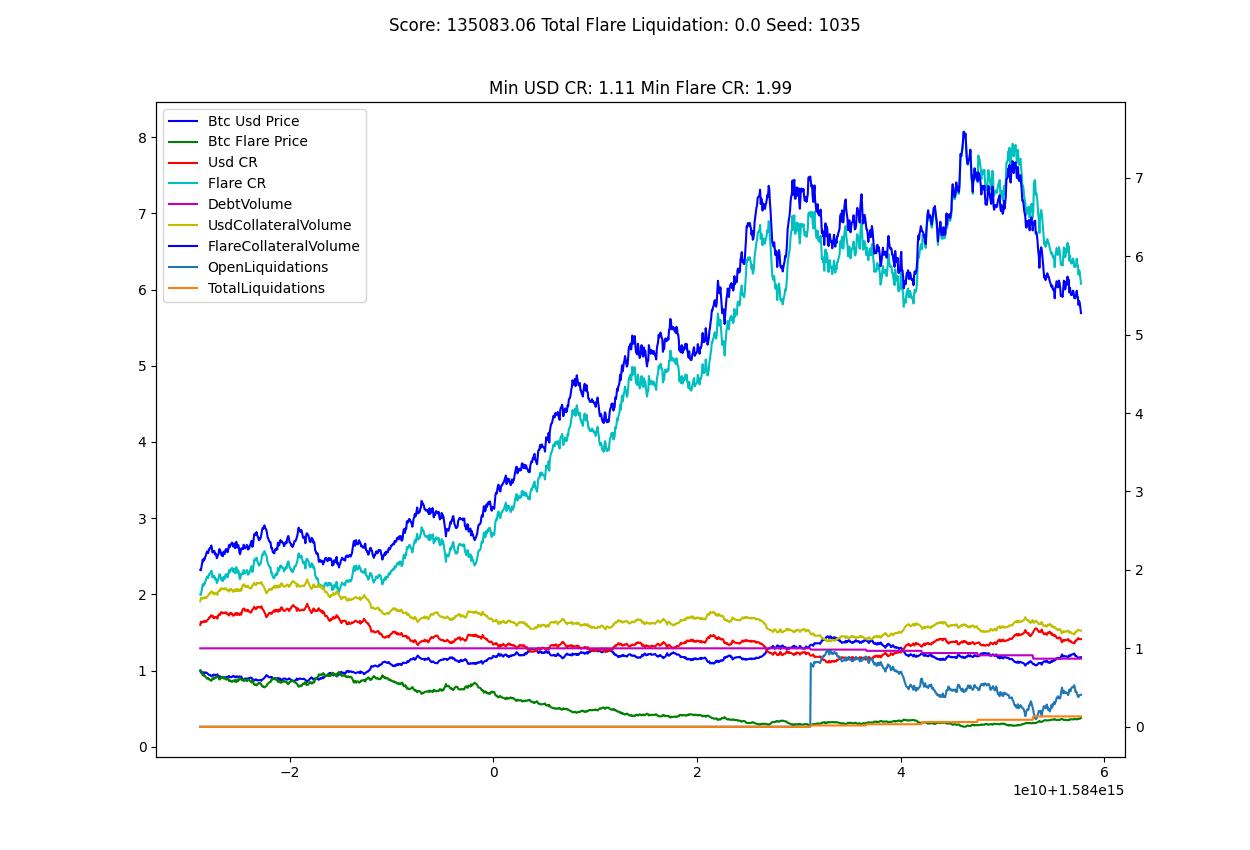 Score: 135083.06 Total Flare Liquidation: 0.0 Seed: 1035
Min USD CR: 1.11 Min Flare CR: 1.99
Btc Usd Price
Btc Flare Price
Usd CR
Flare CR
DebtVolume
UsdCollateralVolume
FlareCollateralVolume
OpenLiquidations
TotalLiquidations
8
7
6
5
4
3
2
1
0
7
6
5
4
3
2
1
0
−2 0 2 4 6
1e10+1.584e15